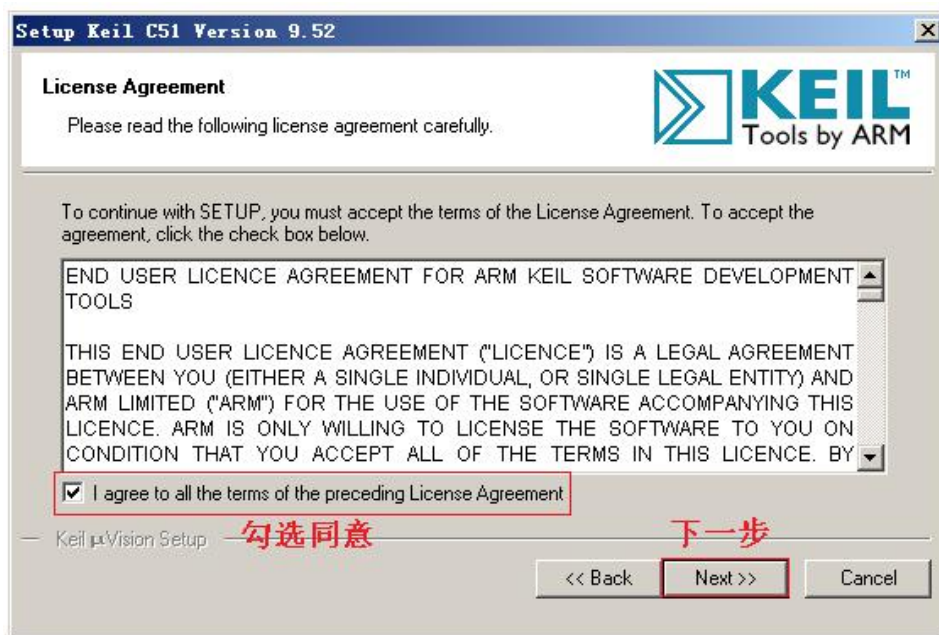 Setup Keil C51 Version 9.52
License Agreement
Please read the following license agreement carefully.
KEIL™
Tools by ARM
To continue with SETUP, you must accept the terms of the License Agreement. To accept the
agreement, click the check box below.
END USER LICENCE AGREEMENT FOR ARM KEIL SOFTWARE DEVELOPMENT
TOOLS
THIS END USER LICENCE AGREEMENT ("LICENCE") IS A LEGAL AGREEMENT
BETWEEN YOU (EITHER A SINGLE INDIVIDUAL, OR SINGLE LEGAL ENTITY) AND
ARM LIMITED ("ARM") FOR THE USE OF THE SOFTWARE ACCOMPANYING THIS
LICENCE. ARM IS ONLY WILLING TO LICENSE THE SOFTWARE TO YOU ON
CONDITION THAT YOU ACCEPT ALL OF THE TERMS IN THIS LICENCE. BY
I agree to all the terms of the preceding License Agreement
Keil µVision Setup
勾选同意
下一步
<< Back
Next >>
Cancel